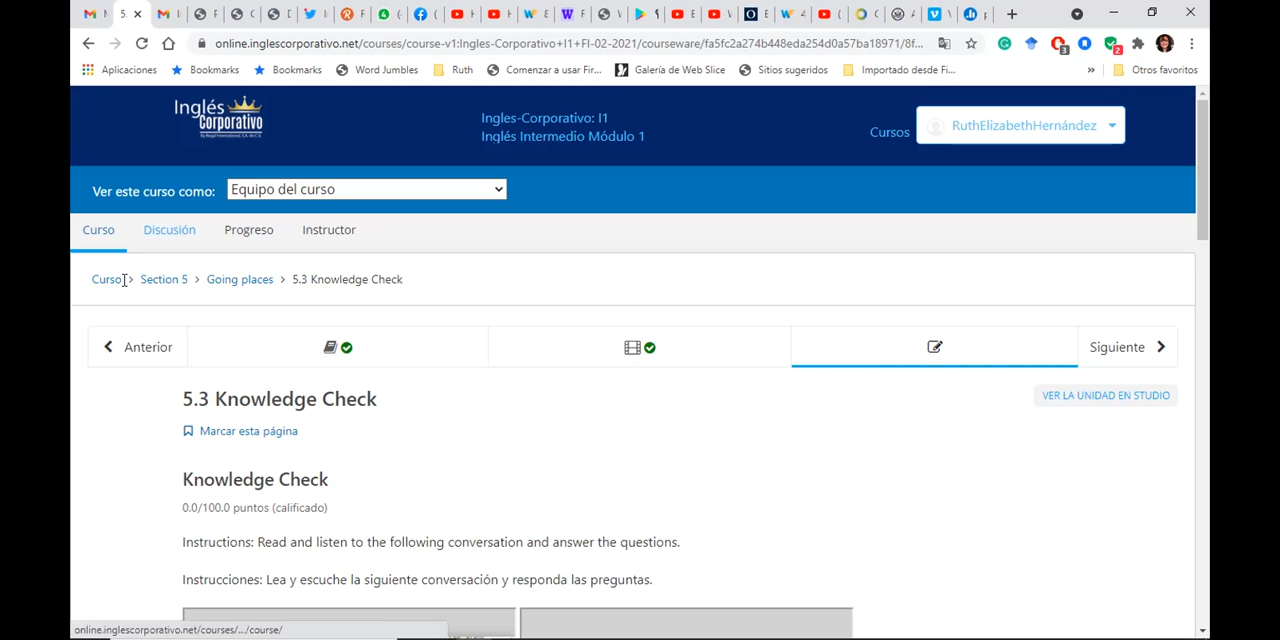 5.
online.inglescorporativo.net/courses/course-v1:Ingles-Corporativo+I1+FI-02-2021/courseware/fa5fc2a274b448eda254d0a57ba18971/8f...
Aplicaciones Bookmarks Bookmarks Word Jumbles Ruth Comenzar a usar Fir... Galería de Web Slice Sitios sugeridos Importado desde Fi... » Otros favoritos
Inglés Corporativo
Ingles-Corporativo: I1
Inglés Intermedio Módulo 1
Cursos RuthElizabethHernández
Ver este curso como: Equipo del curso
Curso Discusión Progreso Instructor
Curso > Section 5 > Going places > 5.3 Knowledge Check
Anterior Siguiente
5.3 Knowledge Check
VER LA UNIDAD EN STUDIO
Marcar esta página
Knowledge Check
0.0/100.0 puntos (calificado)
Instructions: Read and listen to the following conversation and answer the questions.
Instrucciones: Lea y escuche la siguiente conversación y responda las preguntas.
online.inglescorporativo.net/courses/.../course/